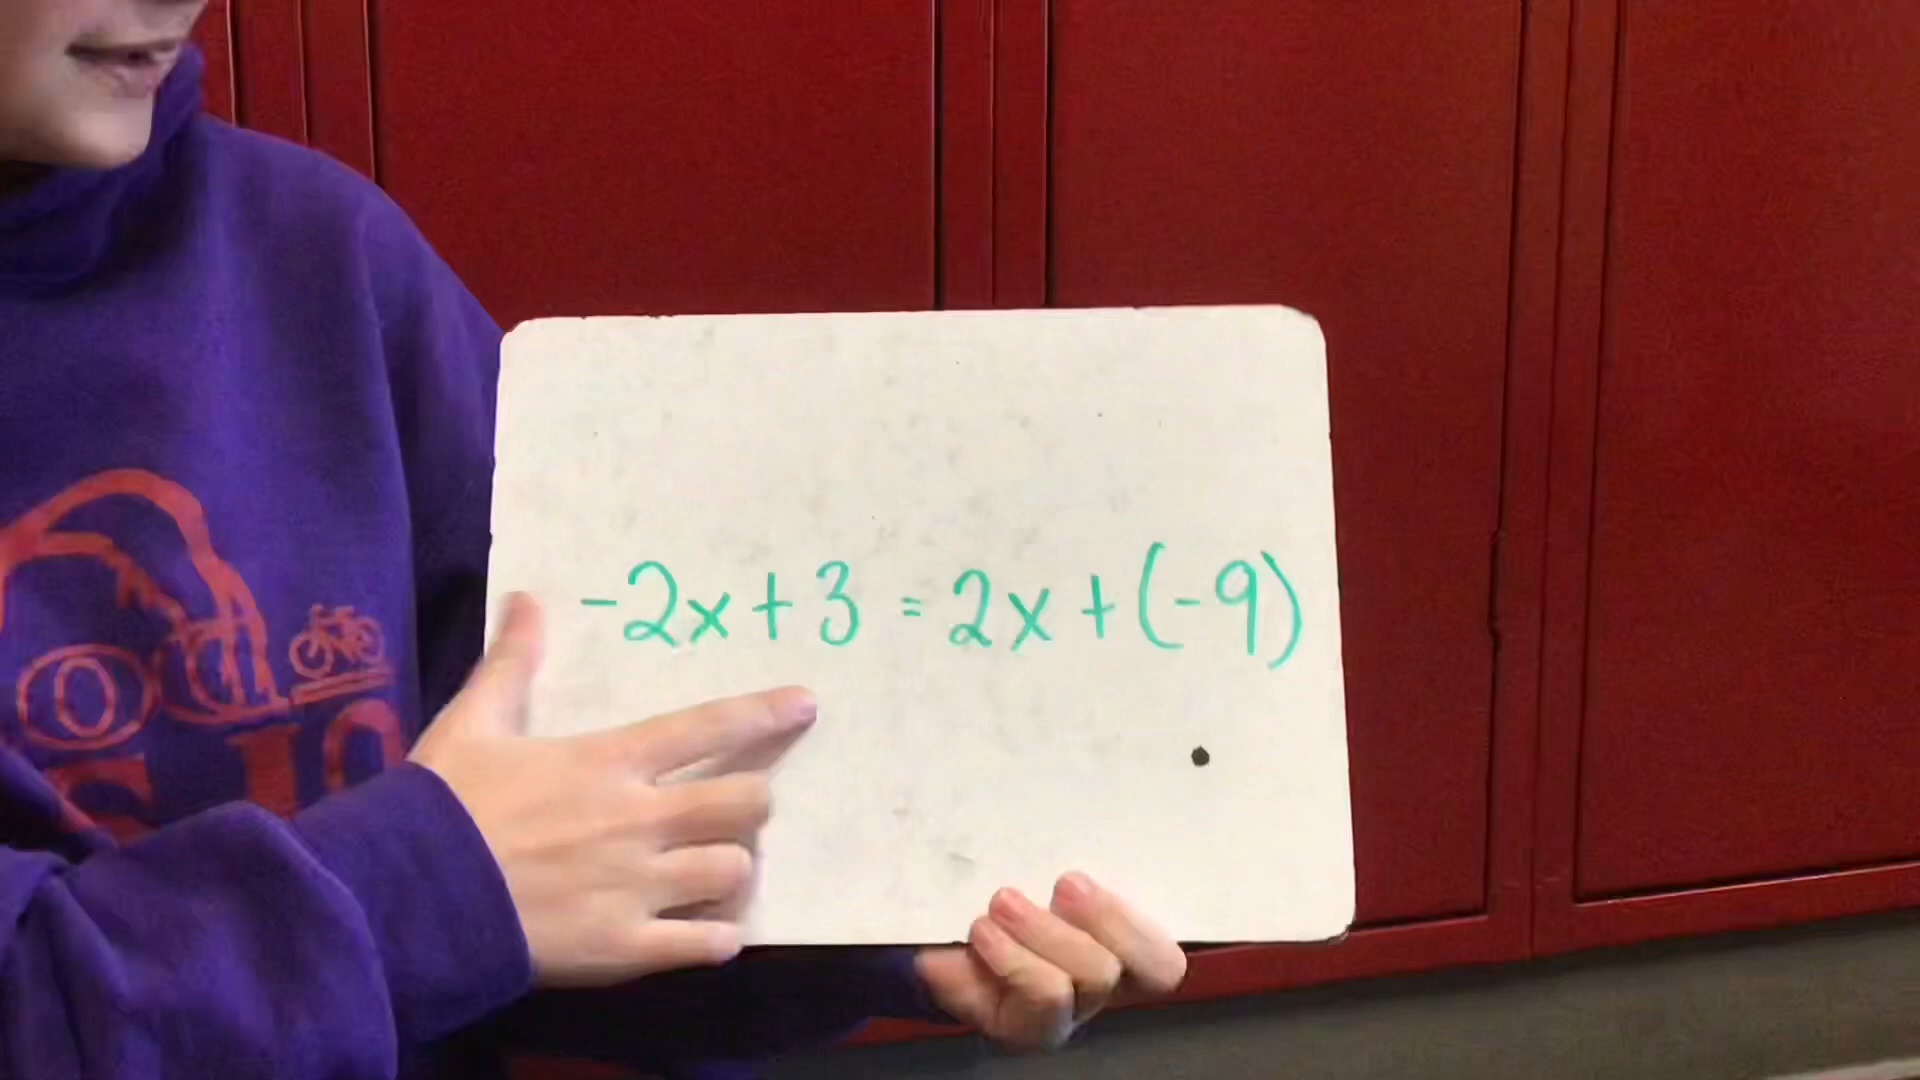 -2x+3 = 2x+(-9)